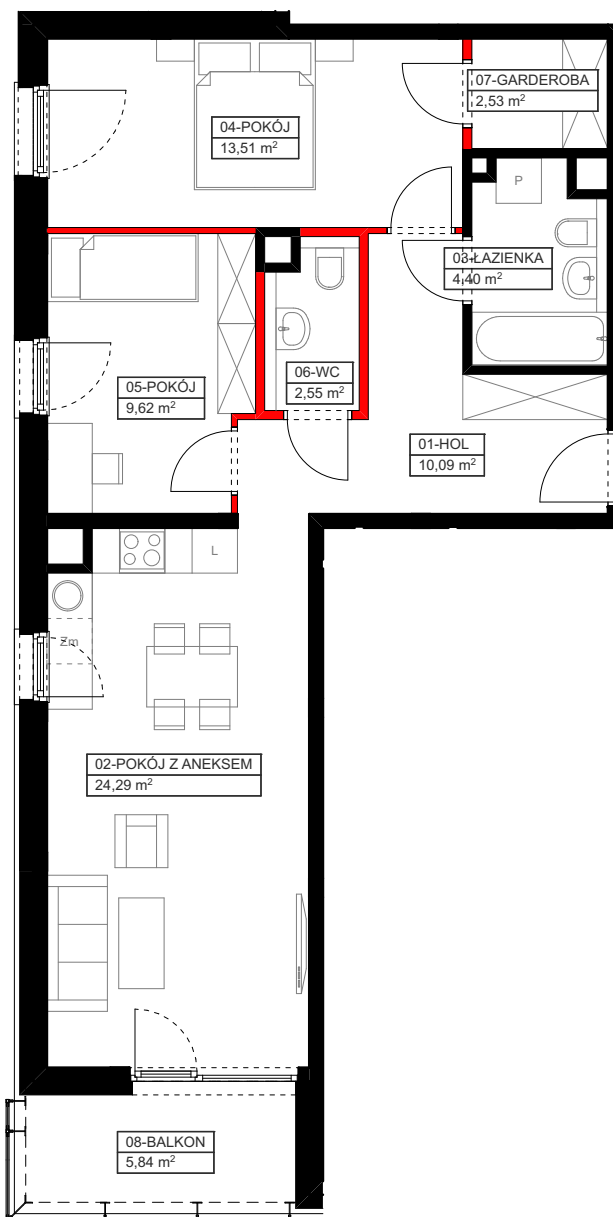 07-GARDEROBA
2,53 m²
04-POKÓJ
13,51 m²
P
03-ŁAZIENKA
4,40 m²
06-WC
2,55 m²
05-POKÓJ
9,62 m²
01-HOL
10,09 m²
L
Zm
02-POKÓJ Z ANEKSEM
24,29 m²
08-BALKON
5,84 m²